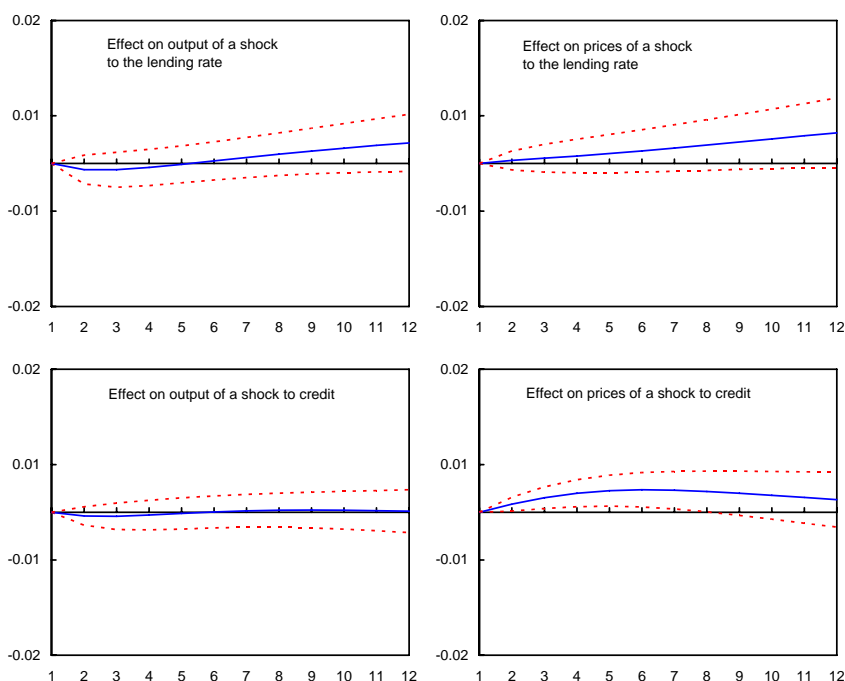 0.02
0.01
-0.01
-0.02
Effect on output of a shock
to the lending rate
1 2 3 4 5 6 7 8 9 10 11 12
0.02
0.01
-0.01
-0.02
Effect on prices of a shock
to the lending rate
1 2 3 4 5 6 7 8 9 10 11 12
0.02
0.01
-0.01
-0.02
Effect on output of a shock to credit
1 2 3 4 5 6 7 8 9 10 11 12
0.02
0.01
-0.01
-0.02
Effect on prices of a shock to credit
1 2 3 4 5 6 7 8 9 10 11 12